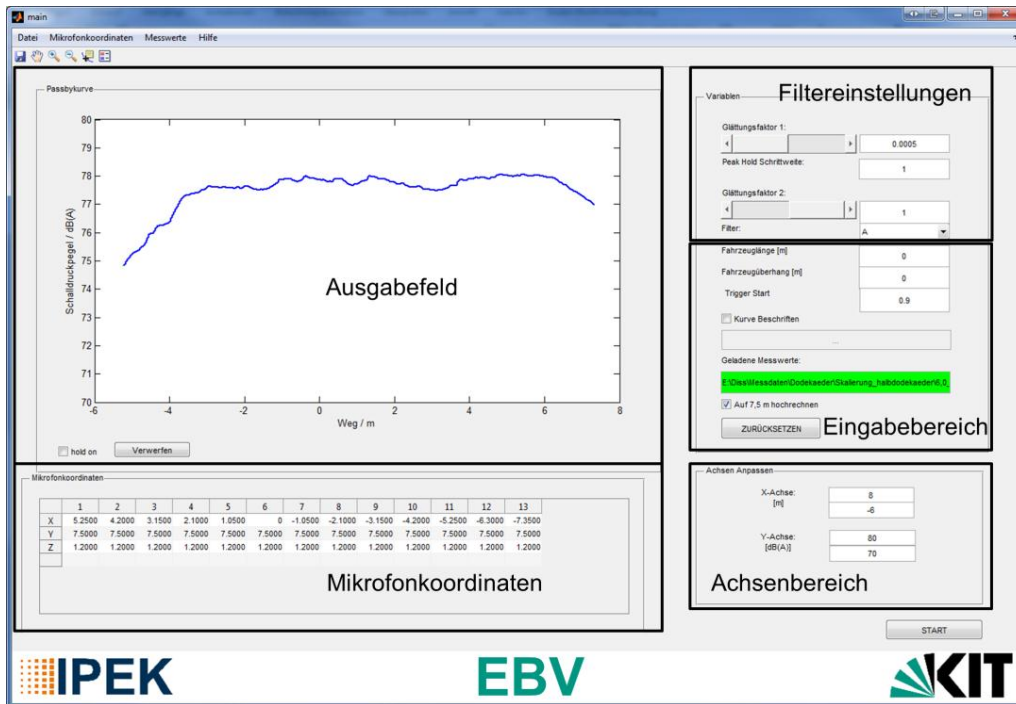 main
Datei Mikrofonkoordinaten Messwerte Hilfe
Passbykurve
80
79
78
77
76
75
74
73
72
71
70
Schalldruckpegel / dB(A)
Ausgabefeld
-6 -4 -2 0 2 4 6 8
Weg / m
hold on Verwerfen
Mikrofonkoordinaten
1 2 3 4 5 6 7 8 9 10 11 12 13
X 5.2500 4.2000 3.1500 2.1000 1.0500 0 -1.0500 -2.1000 -3.1500 -4.2000 -5.2500 -6.3000 -7.3500
Y 7.5000 7.5000 7.5000 7.5000 7.5000 7.5000 7.5000 7.5000 7.5000 7.5000 7.5000 7.5000 7.5000
Z 1.2000 1.2000 1.2000 1.2000 1.2000 1.2000 1.2000 1.2000 1.2000 1.2000 1.2000 1.2000 1.2000
Mikrofonkoordinaten
Variablen
Filtereinstellungen
Glättungsfaktor 1:
0.0005
Peak Hold Schrittweite:
1
Glättungsfaktor 2:
1
Filter:
A
Fahrzeuglänge [m]
0
Fahrzeugüberhang [m]
0
Trigger Start
0.9
Kurve Beschriften
...
Geladene Messwerte:
E:\Diss\Messdaten\Dodekaeder\Skalierung_halbdodekaeder\6,0_
Auf 7,5 m hochrechnen
ZURÜCKSETZEN
Eingabebereich
Achsen Anpassen
X-Achse:
[m]
8
-6
Y-Achse:
[dB(A)]
80
70
Achsenbereich
START
IPEK EBV KIT